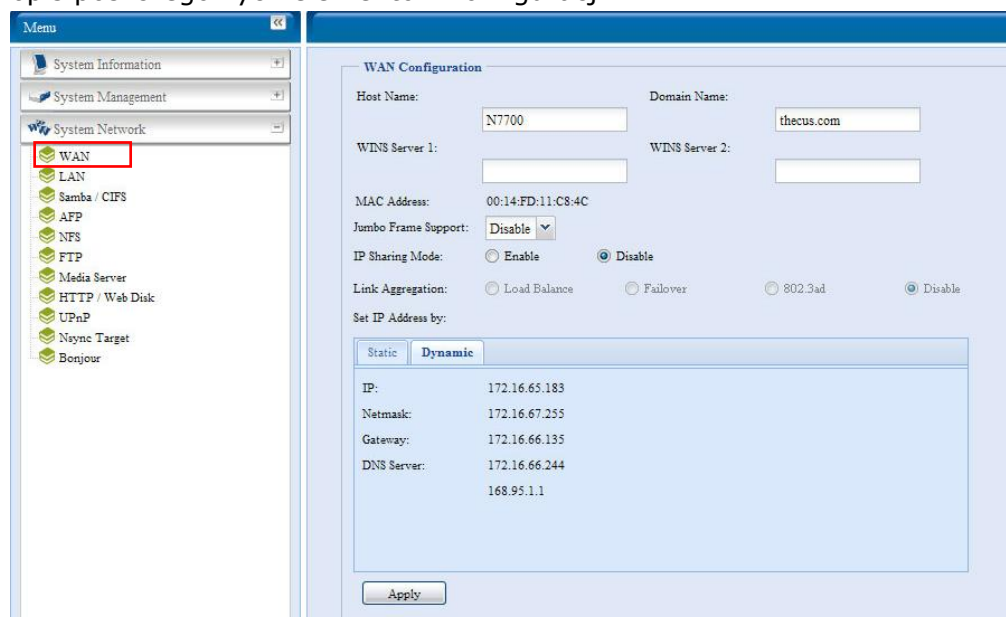 Menu
System Information
System Management
System Network
WAN
LAN
Samba / CIFS
AFP
NFS
FTP
Media Server
HTTP / Web Disk
UPnP
Nsync Target
Bonjour
WAN Configuration
Host Name: N7700 Domain Name: thecus.com
WINS Server 1: WINS Server 2:
MAC Address: 00:14:FD:11:C8:4C
Jumbo Frame Support: Disable
IP Sharing Mode: Enable Disable
Link Aggregation: Load Balance Failover 802.3ad Disable
Set IP Address by:
Static Dynamic
IP: 172.16.65.183
Netmask: 172.16.67.255
Gateway: 172.16.66.135
DNS Server: 172.16.66.244
168.95.1.1
Apply